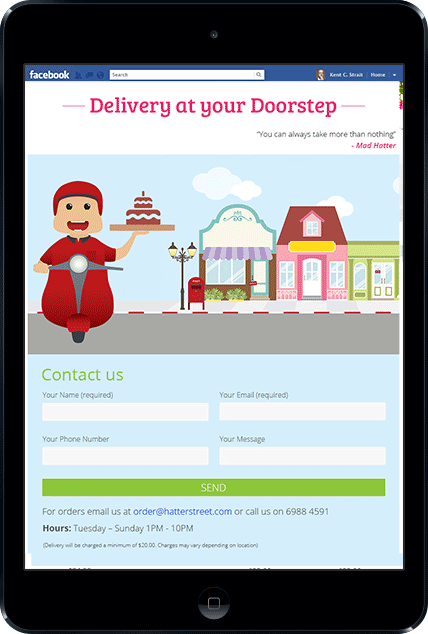 facebook
Search
Kent C. Strait
Home
Delivery at your Doorstep
"You can always take more than nothing"
- Mad Hatter
Contact us
Your Name (required)
Your Email (required)
Your Phone Number
Your Message
SEND
For orders email us at order@hatterstreet.com or call us on 6988 4591
Hours: Tuesday – Sunday 1PM - 10PM
(Delivery will be charged a minimum of $20.00. Charges may vary depending on location)